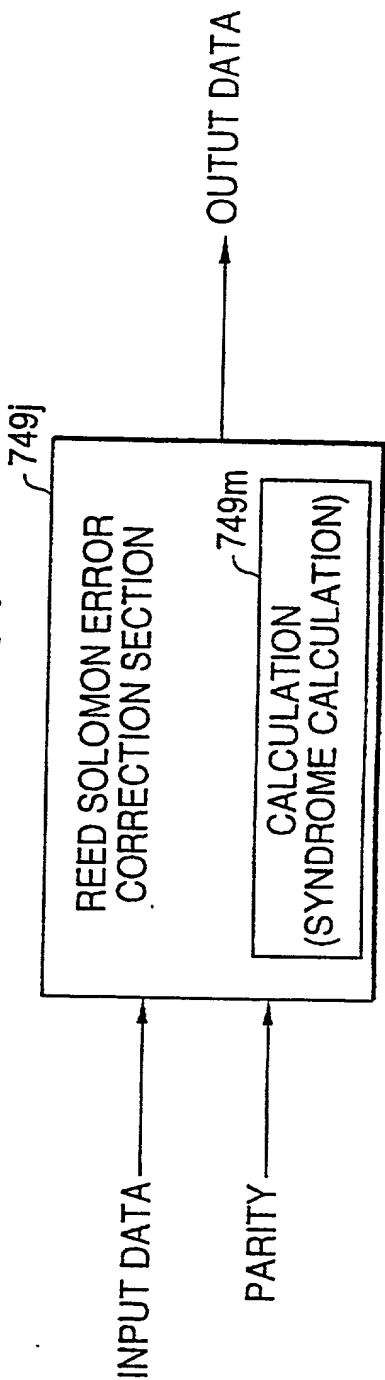 749j
REED SOLOMON ERROR
CORRECTION SECTION
749m
CALCULATION
(SYNDROME CALCULATION)
INPUT DATA
PARITY
OUTUT DATA